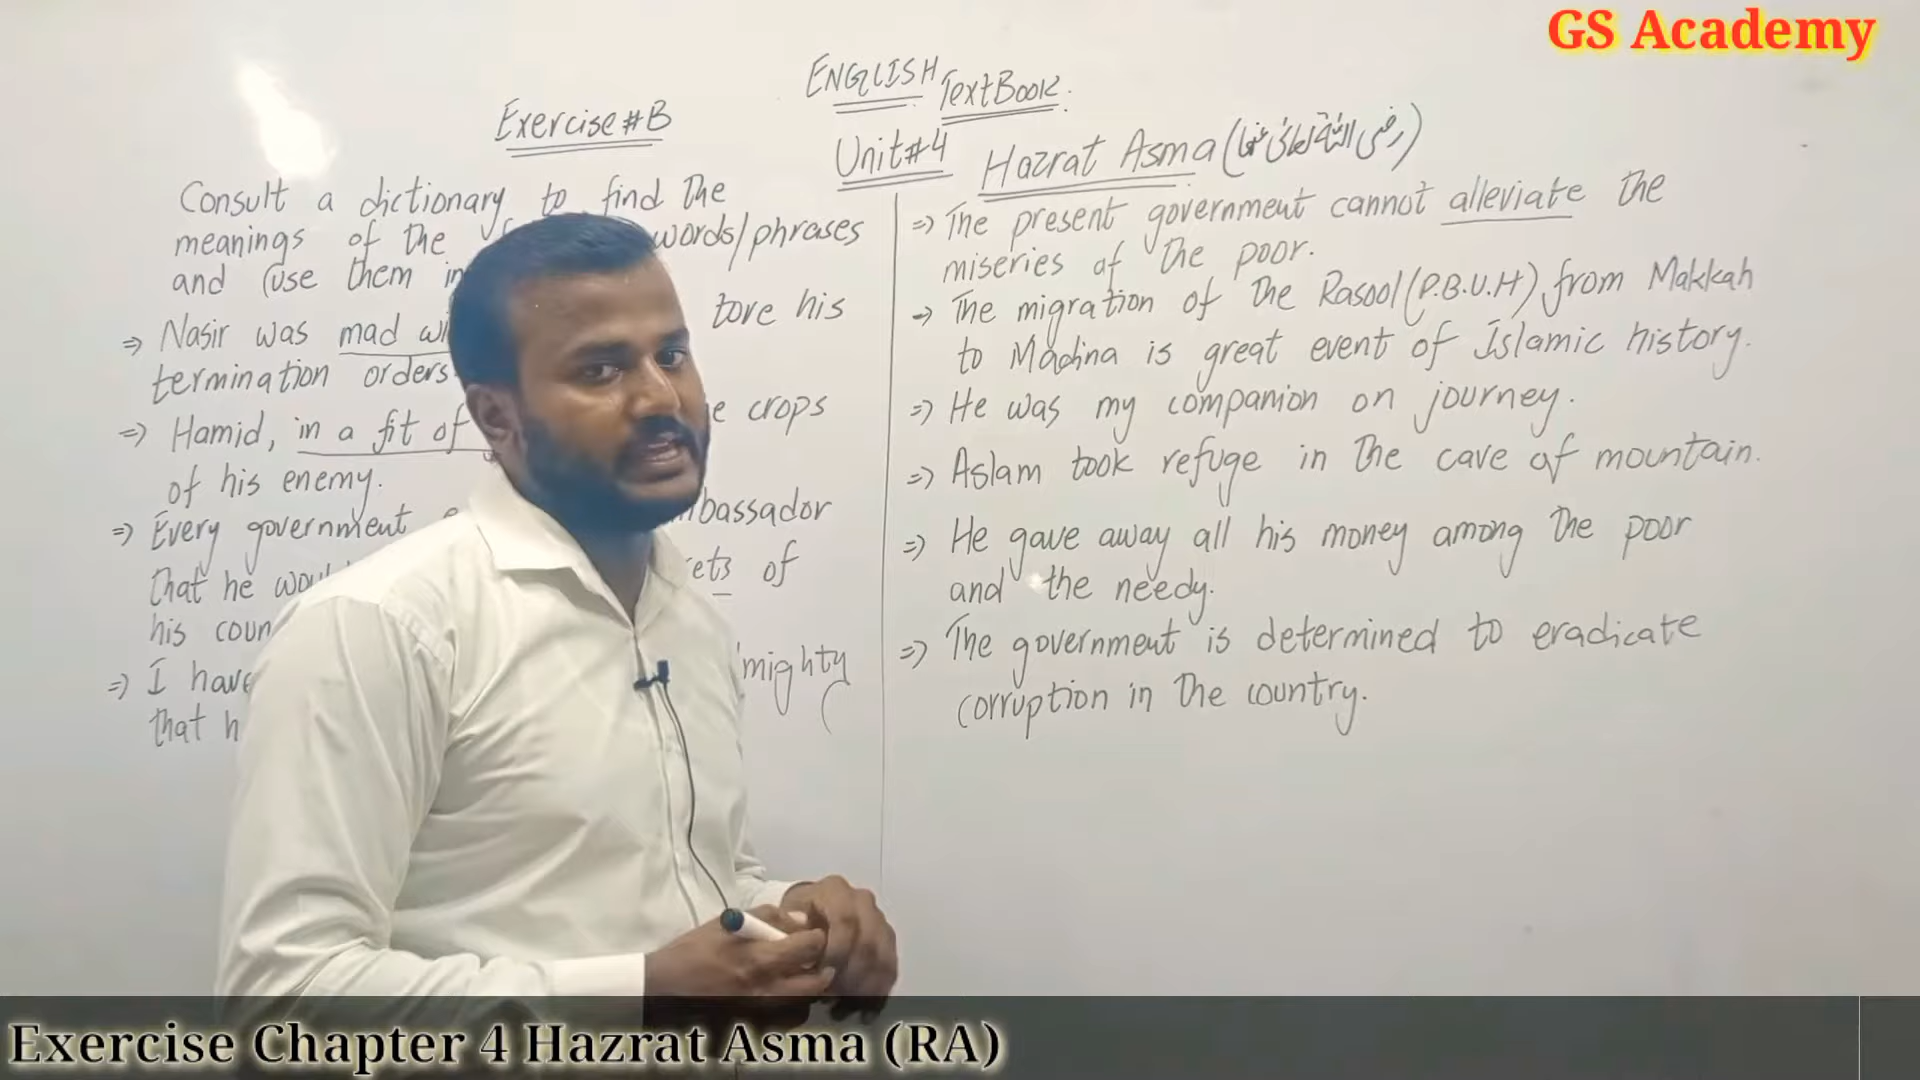 GS Academy
ENGLISH TextBook.
Exercise #B
Unit#4 Hazrat Asma (رضی اللہ تعالیٰ عنہا)
Consult a dictionary to find the
meanings of the words/phrases
and use them in
=> Nasir was mad tore his
termination orders
=> Hamid, in a fit of crops
of his enemy.
=> Every government
that he of
his
=> I have
that
=> The present government cannot alleviate the
miseries of the poor.
=> The migration of the Rasool (P.B.U.H) from Makkah
to Madina is great event of Islamic history.
=> He was my companion on journey.
=> Aslam took refuge in the cave of mountain.
=> He gave away all his money among the poor
and the needy.
=> The government is determined to eradicate
corruption in the country.
Exercise Chapter 4 Hazrat Asma (RA)